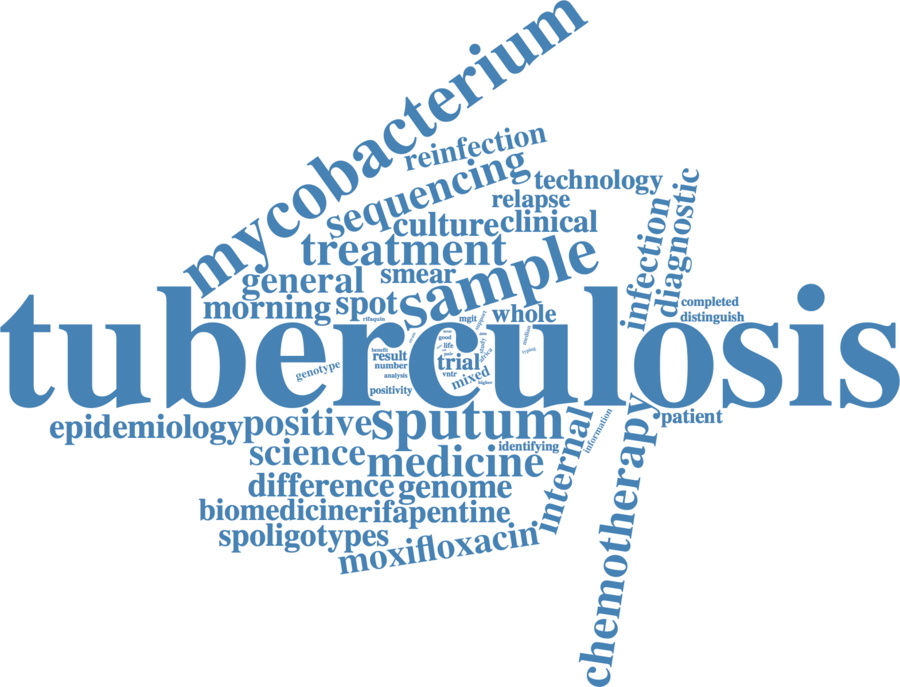 mycobacterium
reinfection
sequencing
technology
relapse
culture
clinical
infection
diagnostic
treatment
sample
general
smear
morning
spot
whole
completed
distinguish
rifaquin
mgit
support
tuberculosis
good
life
study
median
typing
benefit
result
number
trial
africa
genotype
analysis
vntr
mixed
higher
positivity
epidemiology
positive
sputum
internal
information
chemotherapy
patient
science
medicine
identifying
difference
genome
biomedicine
rifapentine
spoligotypes
moxifloxacin